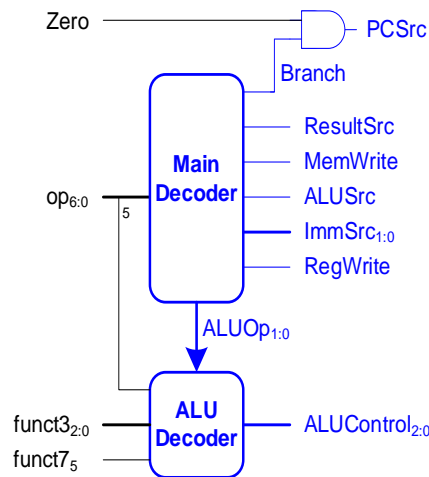 Zero
PCSrc
Branch
ResultSrc
Main
Decoder
MemWrite
op6:0
5
ALUSrc
ImmSrc1:0
RegWrite
ALUOp1:0
ALU
Decoder
funct32:0
ALUControl2:0
funct75